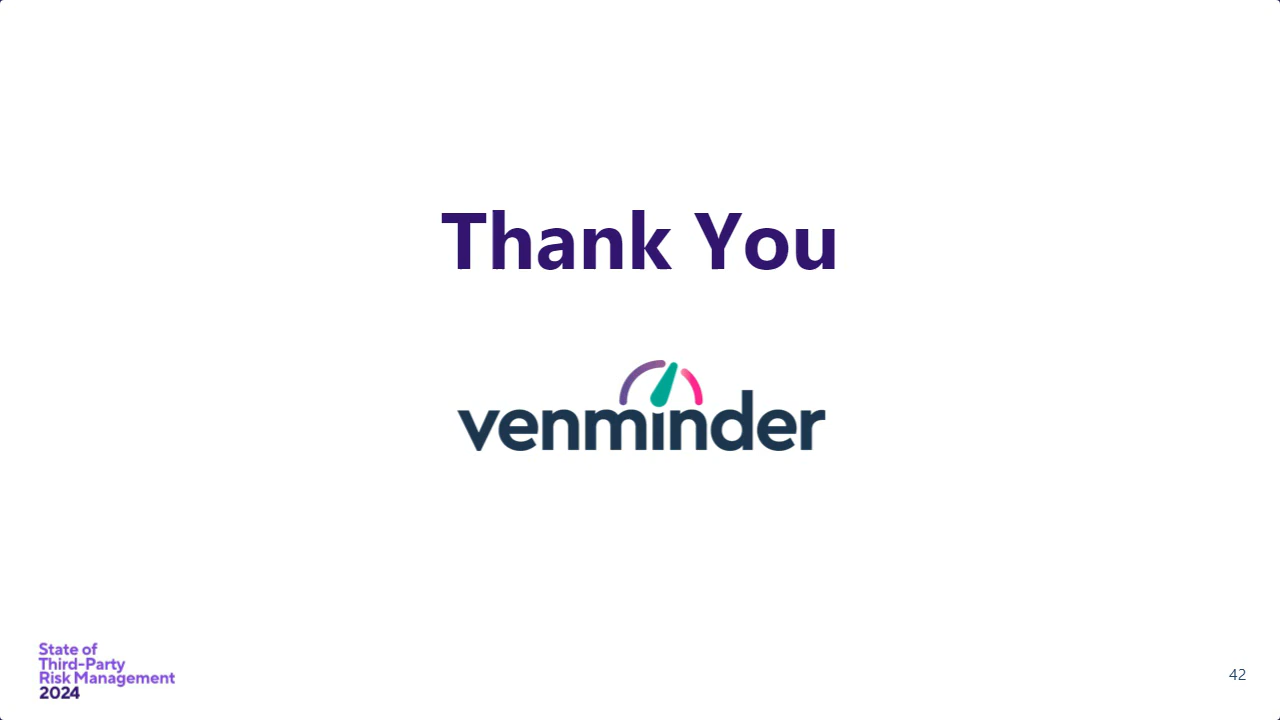 Thank You
venminder
State of
Third-Party
Risk Management
2024
42